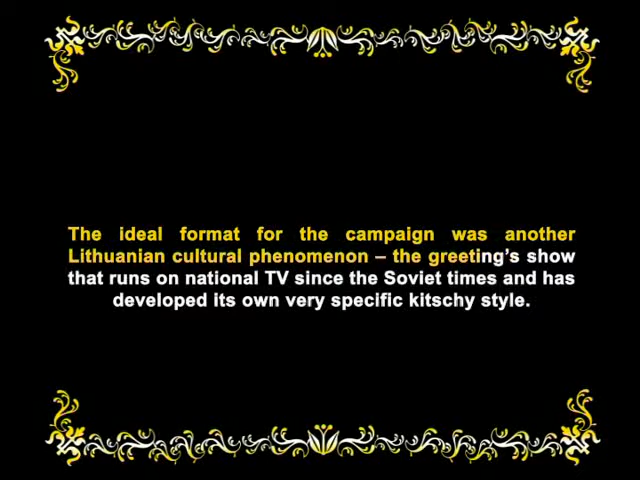 The ideal format for the campaign was another
Lithuanian cultural phenomenon – the greeting’s show
that runs on national TV since the Soviet times and has
developed its own very specific kitschy style.